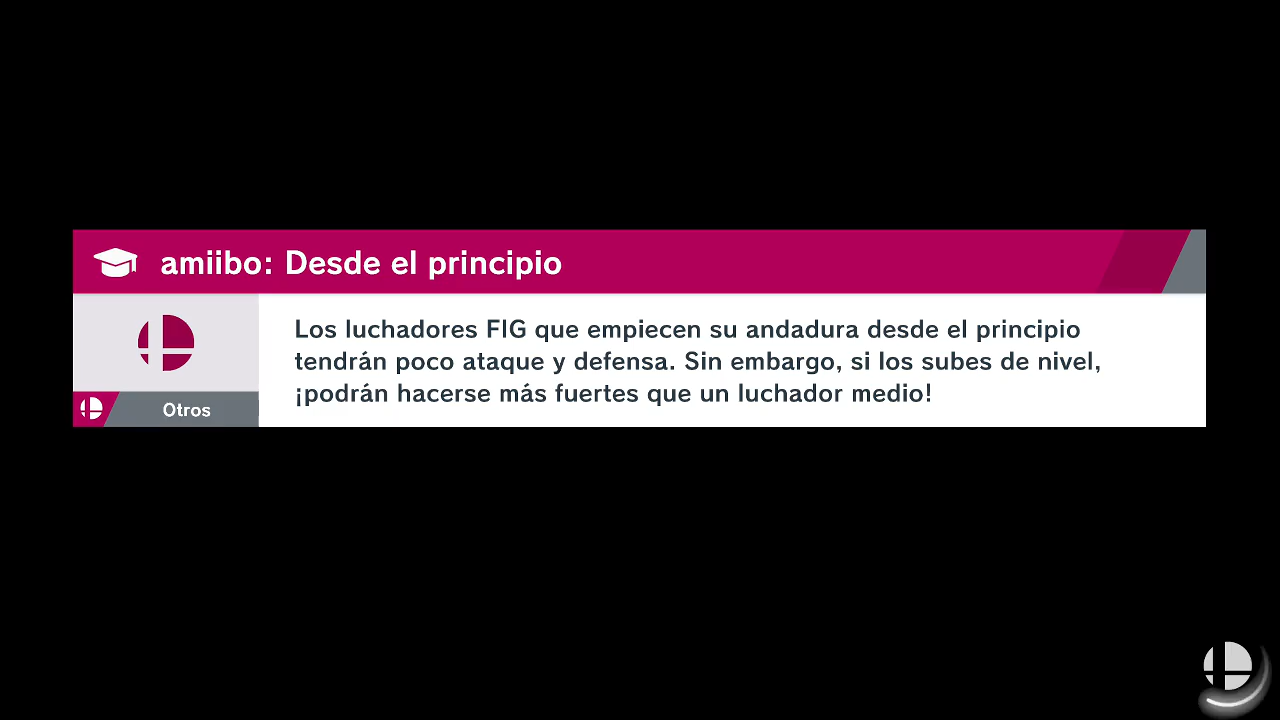 amiibo: Desde el principio
Los luchadores FIG que empiecen su andadura desde el principio
tendrán poco ataque y defensa. Sin embargo, si los subes de nivel,
¡podrán hacerse más fuertes que un luchador medio!
Otros